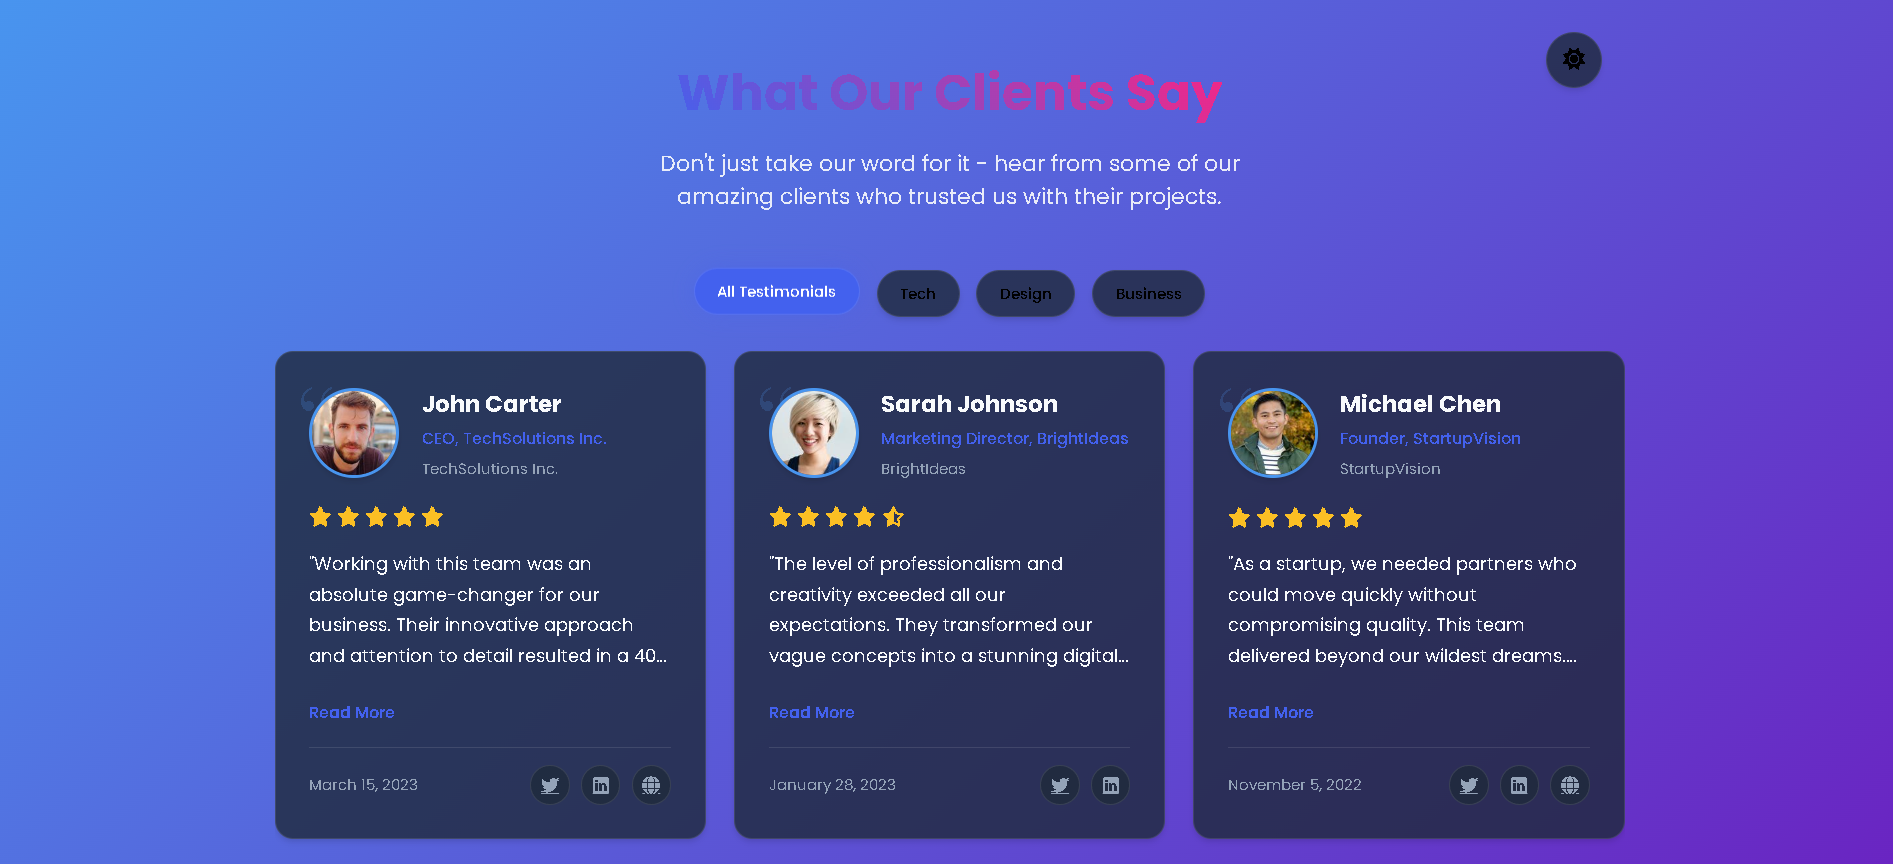 What Our Clients Say
Don't just take our word for it - hear from some of our
amazing clients who trusted us with their projects.
All Testimonials
Tech
Design
Business
John Carter
CEO, TechSolutions Inc.
TechSolutions Inc.
"Working with this team was an
absolute game-changer for our
business. Their innovative approach
and attention to detail resulted in a 40...
Read More
March 15, 2023
Sarah Johnson
Marketing Director, BrightIdeas
BrightIdeas
"The level of professionalism and
creativity exceeded all our
expectations. They transformed our
vague concepts into a stunning digital...
Read More
January 28, 2023
Michael Chen
Founder, StartupVision
StartupVision
"As a startup, we needed partners who
could move quickly without
compromising quality. This team
delivered beyond our wildest dreams....
Read More
November 5, 2022